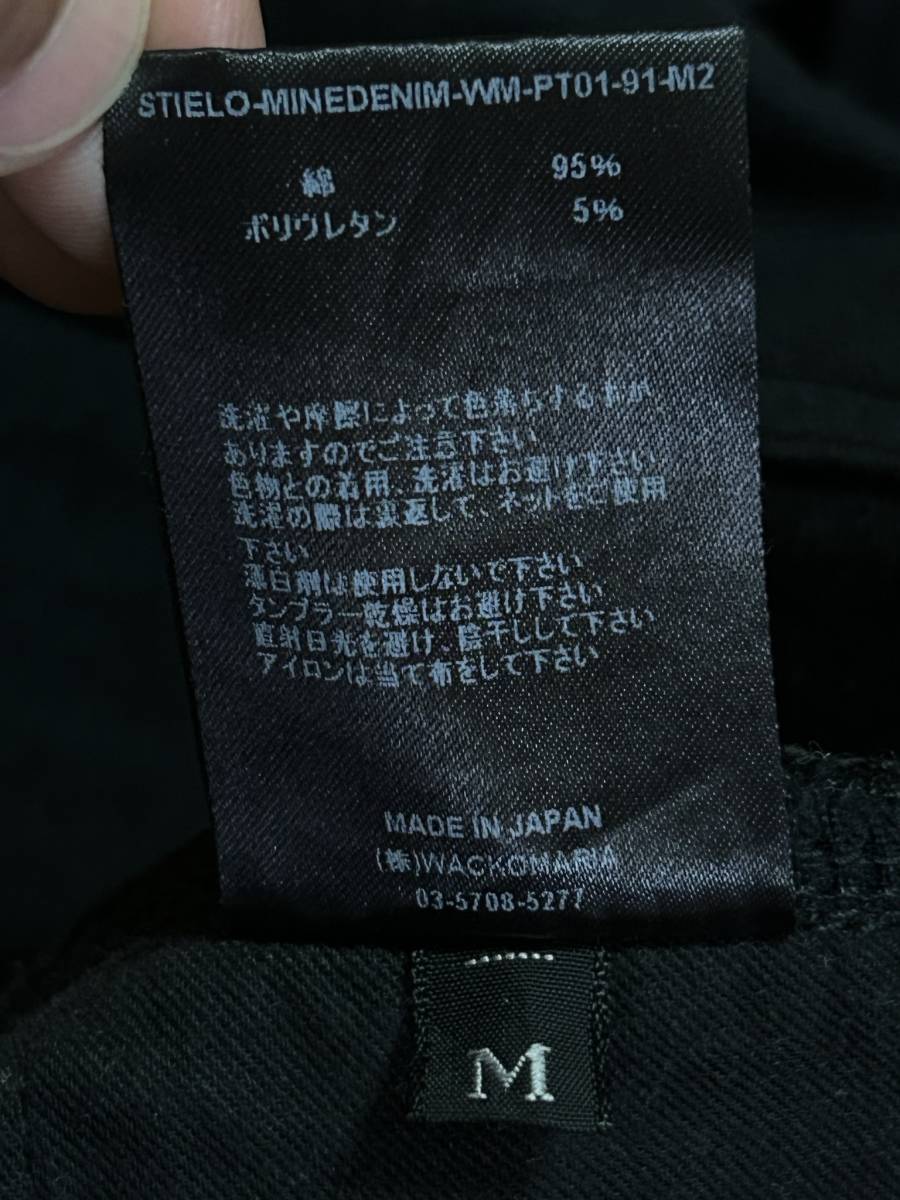 STIELO-MINEDENIM-WM-PT01-91-M2
綿 95%
ポリウレタン 5%
洗濯や摩擦によって色落ちする事が
ありますのでご注意下さい
色物との着用、洗濯はお避け下さい
洗濯の際は裏返して、ネットをご使用
下さい
漂白剤は使用しないで下さい
タンブラー乾燥はお避け下さい
直射日光を避け、陰干しして下さい
アイロンは当て布をして下さい
MADE IN JAPAN
(株)WACKOMARIA
03-5708-5277
M